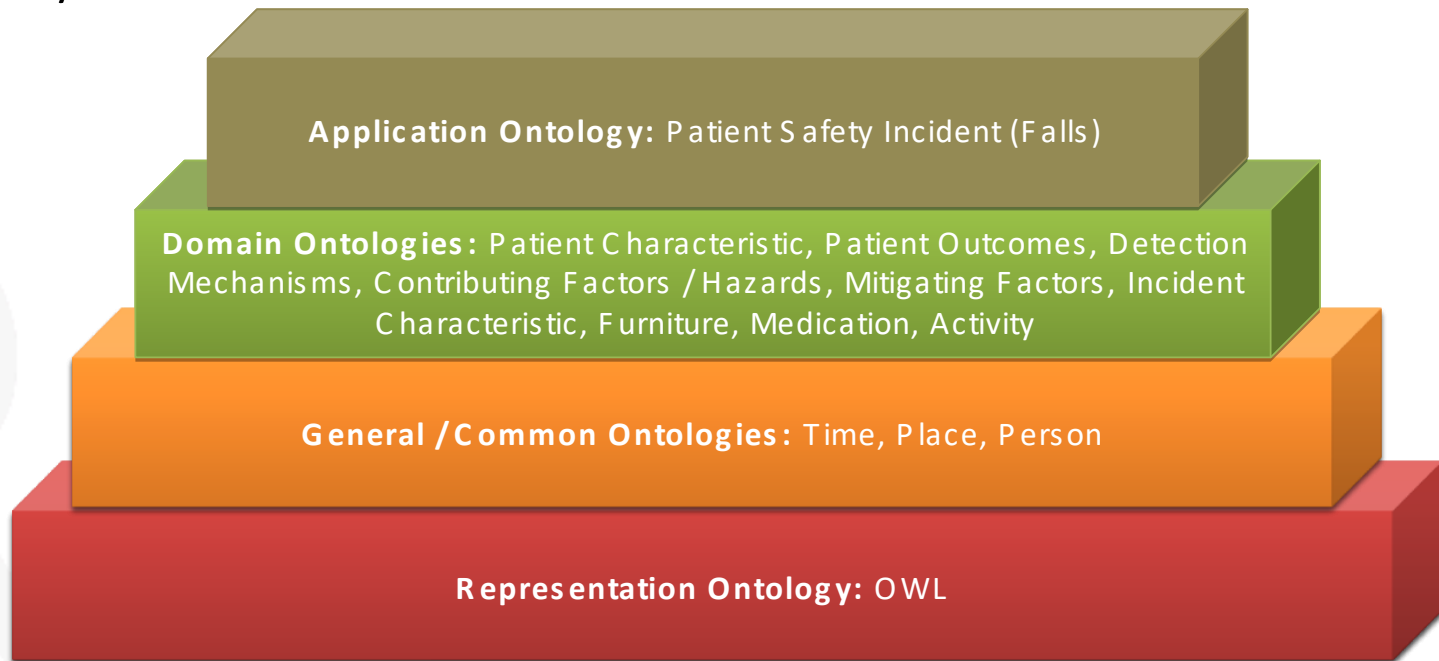 Application Ontology: Patient Safety Incident (Falls)
Domain Ontologies: Patient Characteristic, Patient Outcomes, Detection
Mechanisms, Contributing Factors / Hazards, Mitigating Factors, Incident
Characteristic, Furniture, Medication, Activity
General / Common Ontologies: Time, Place, Person
Representation Ontology: OWL